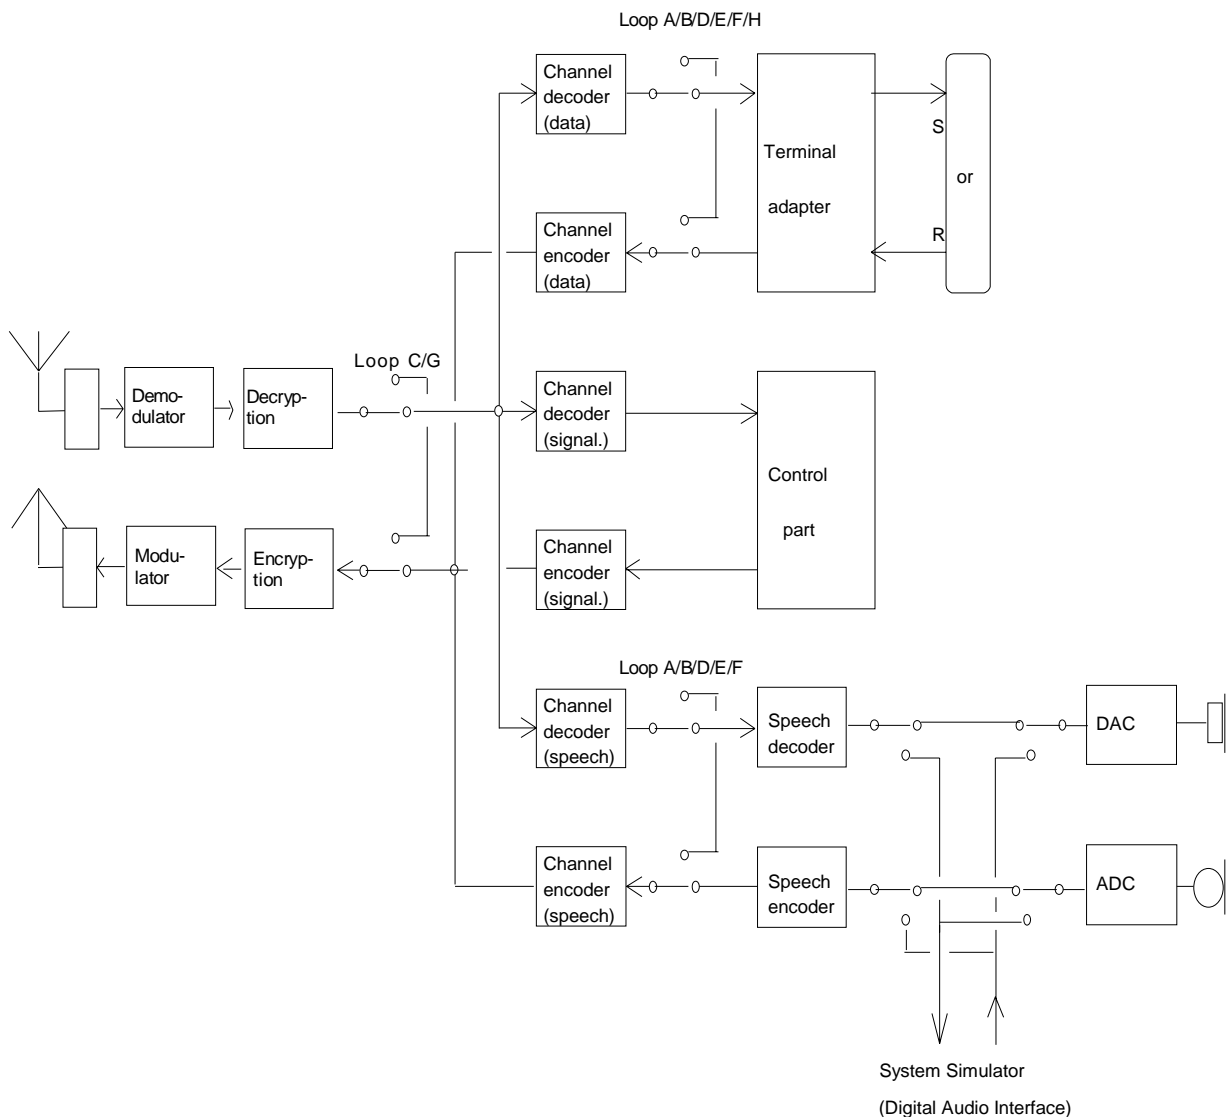 Loop A/B/D/E/F/H
Channel
decoder
(data)
Terminal
adapter
S
or
R
Channel
encoder
(data)
Loop C/G
Demo-
dulator
Decryp-
tion
Channel
decoder
(signal.)
Control
part
Modu-
lator
Encryp-
tion
Channel
encoder
(signal.)
Loop A/B/D/E/F
Channel
decoder
(speech)
Speech
decoder
DAC
Channel
encoder
(speech)
Speech
encoder
ADC
System Simulator
(Digital Audio Interface)